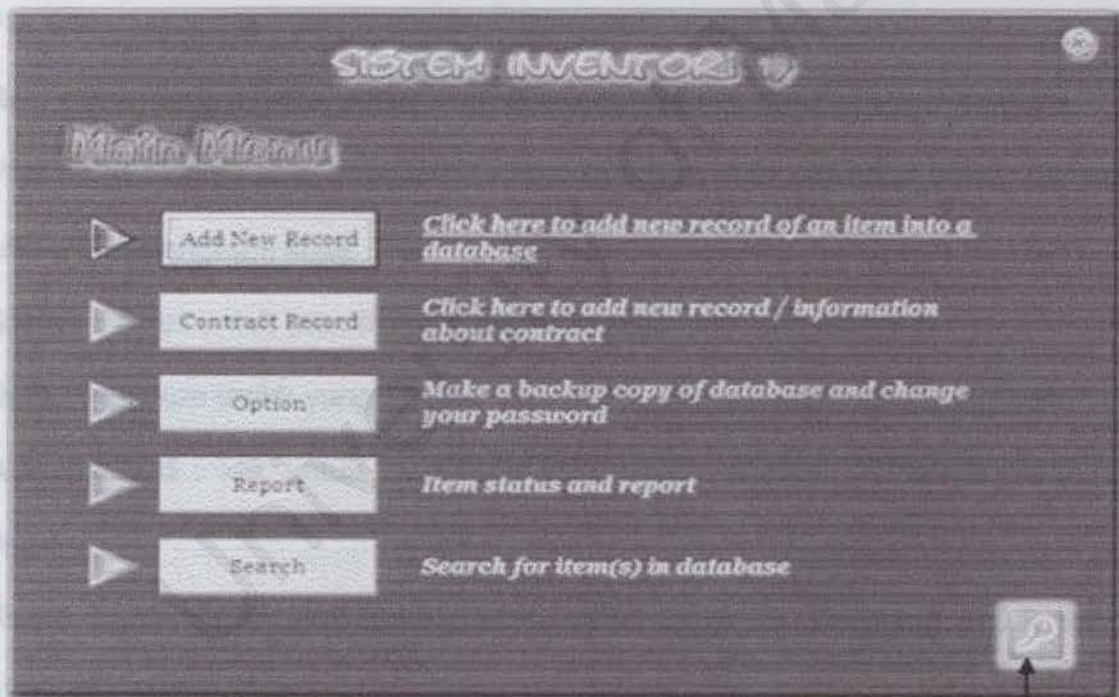 SISTEM INVENTORI
Main Menu
Add New Record
Click here to add new record of an item into a
database
Contract Record
Click here to add new record / information
about contract
Option
Make a backup copy of database and change
your password
Report
Item status and report
Search
Search for item(s) in database